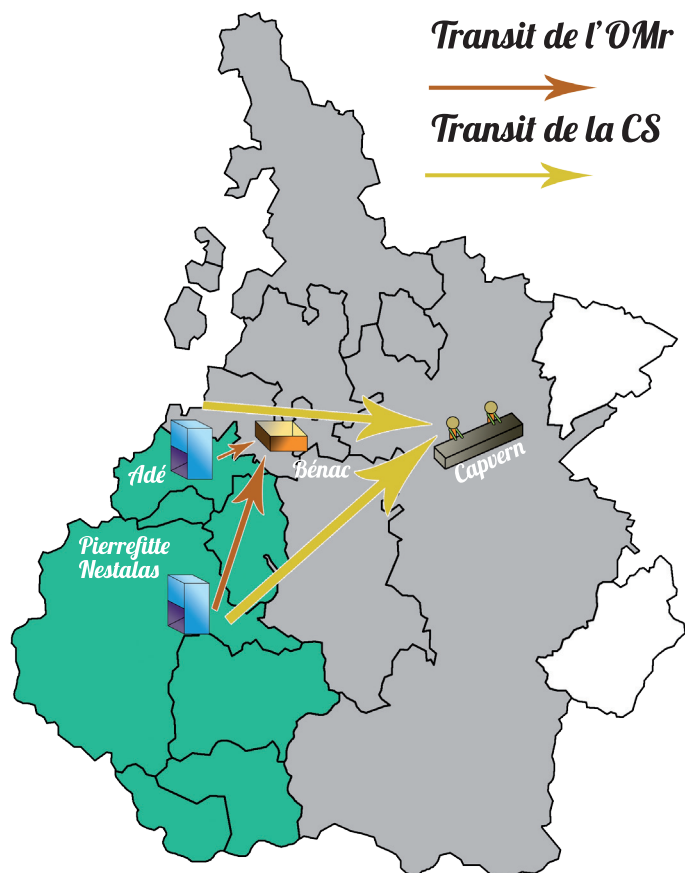 Transit de l'OMr
Transit de la CS
Adé
Bénac
Capvern
Pierrefitte
Nestalas